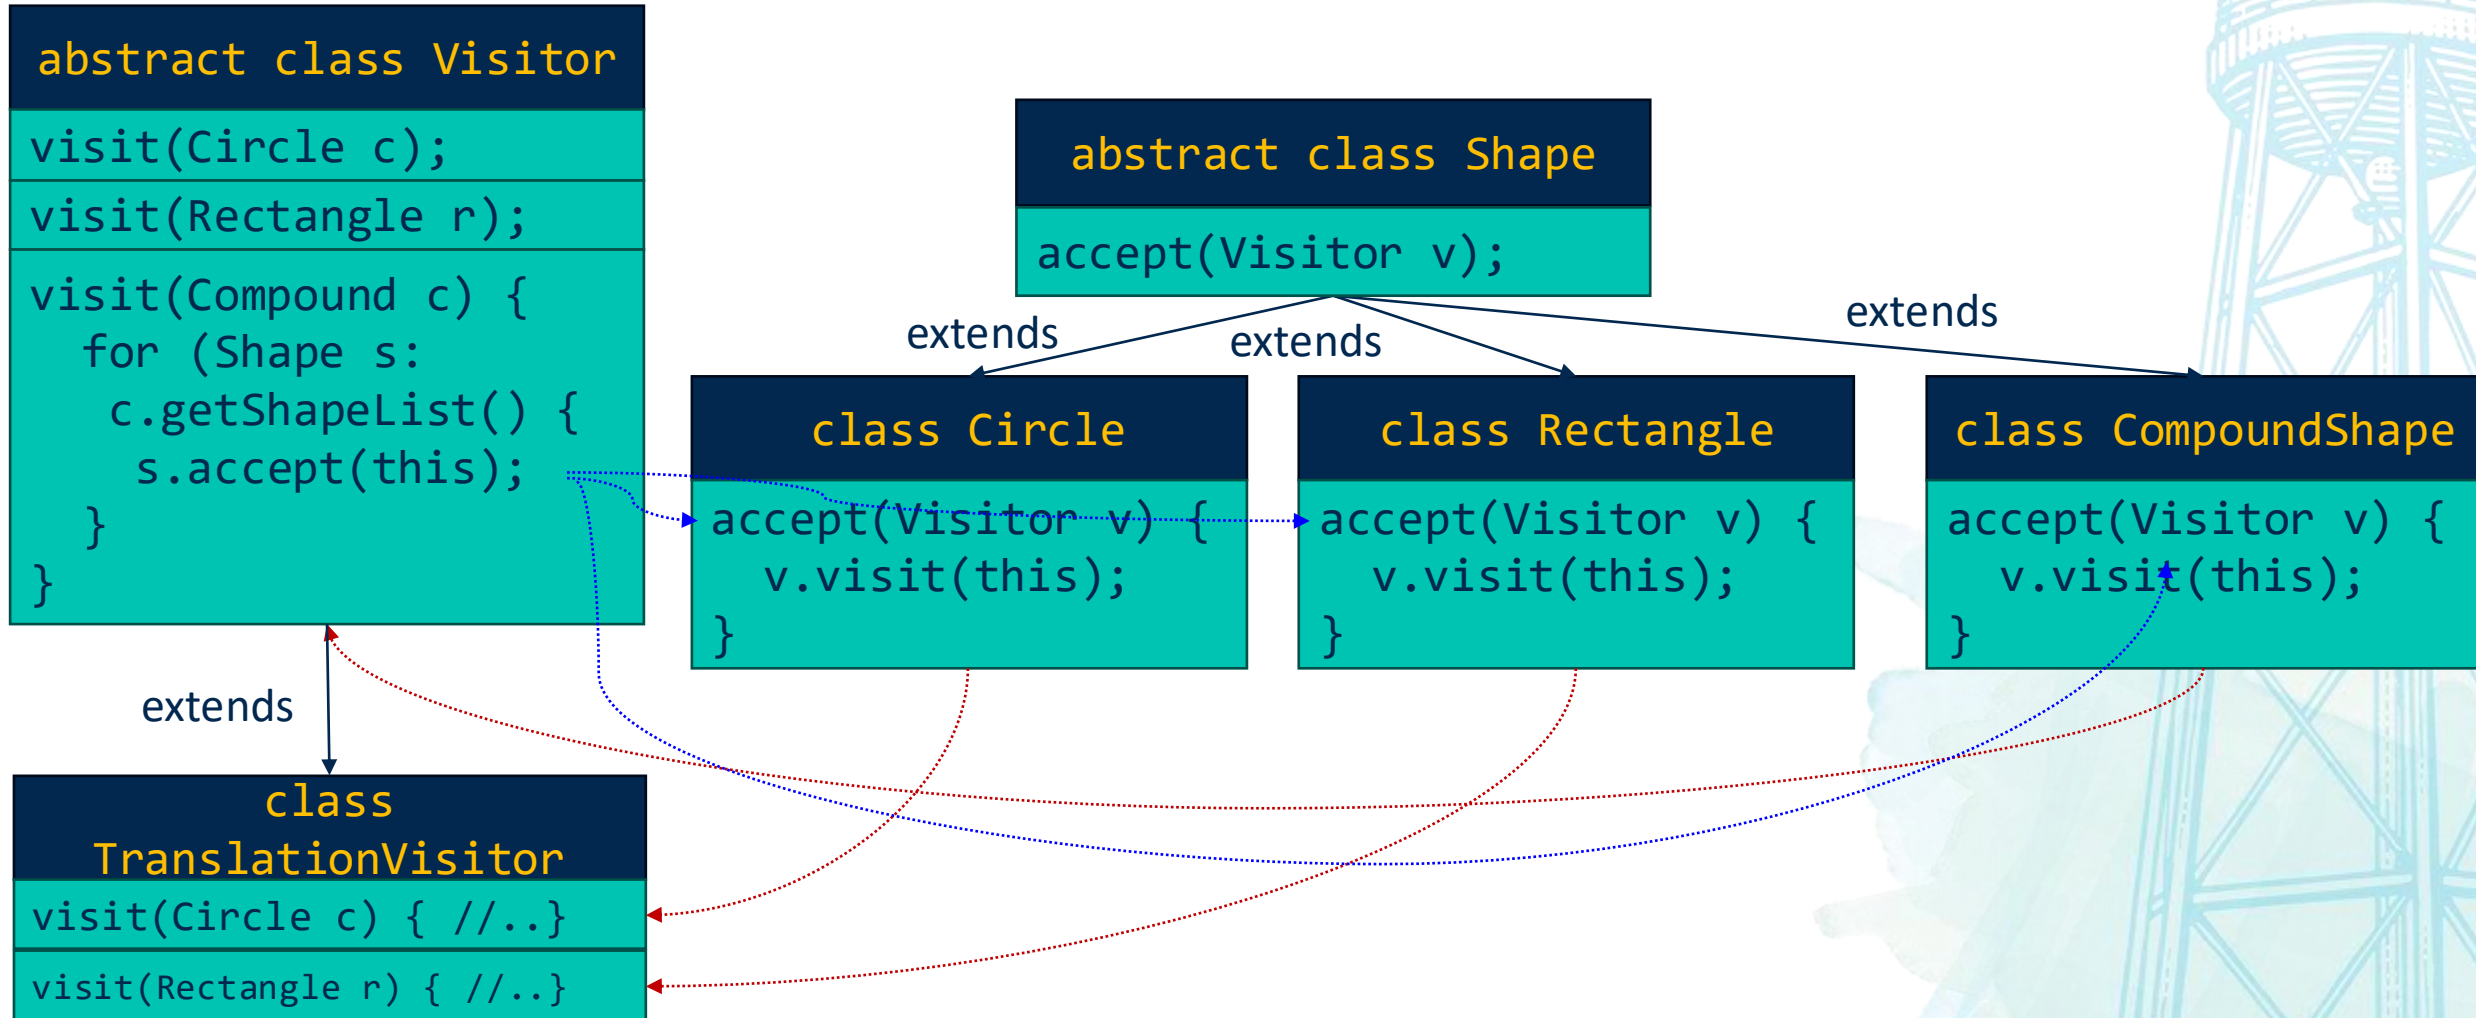 abstract class Visitor
visit(Circle c);
visit(Rectangle r);
visit(Compound c) {
for (Shape s:
c.getShapeList() {
s.accept(this);
}
}
extends
class
TranslationVisitor
visit(Circle c) { //..}
visit(Rectangle r) { //..}
abstract class Shape
accept(Visitor v);
extends
extends
extends
class Circle
accept(Visitor v) {
v.visit(this);
}
class Rectangle
accept(Visitor v) {
v.visit(this);
}
class CompoundShape
accept(Visitor v) {
v.visit(this);
}